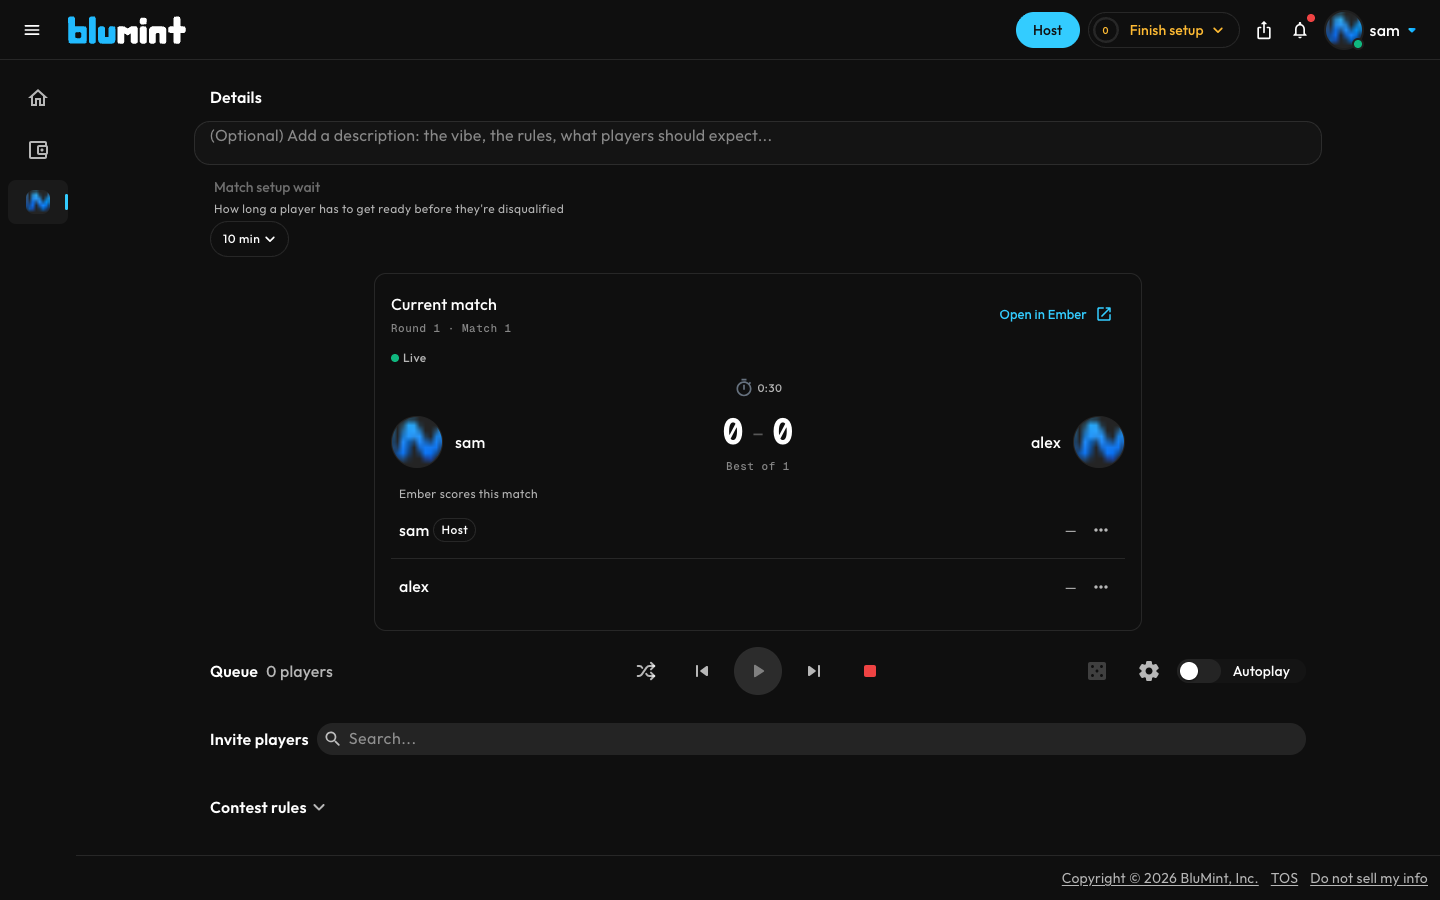 blumint
Host
0
Finish setup
sam
Details
(Optional) Add a description: the vibe, the rules, what players should expect...
Match setup wait
How long a player has to get ready before they're disqualified
10 min
Current match
Round 1 · Match 1
Open in Ember
Live
0:30
sam
0 – 0
alex
Best of 1
Ember scores this match
sam Host —
alex —
Queue 0 players
Autoplay
Invite players
Search...
Contest rules
Copyright © 2026 BluMint, Inc. TOS Do not sell my info